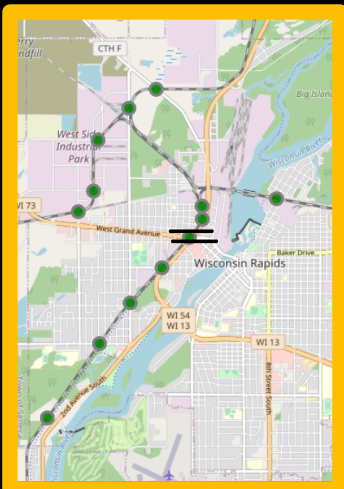 CTH F
Big Islan
West Side
Industrial
Park
Wisconsin River
WI 73
West Grand Avenue
Wisconsin Rapids
Baker Drive
WI 54
WI 13
WI 13
2nd Avenue South
8th Street South